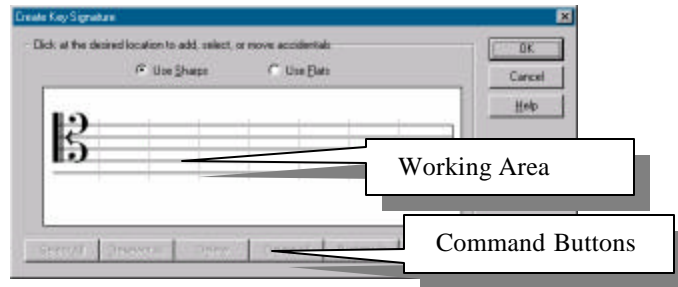 Create Key Signature
Click at the desired location to add, select, or move accidentals
Use Sharps Use Flats
OK
Cancel
Help
Working Area
Command Buttons